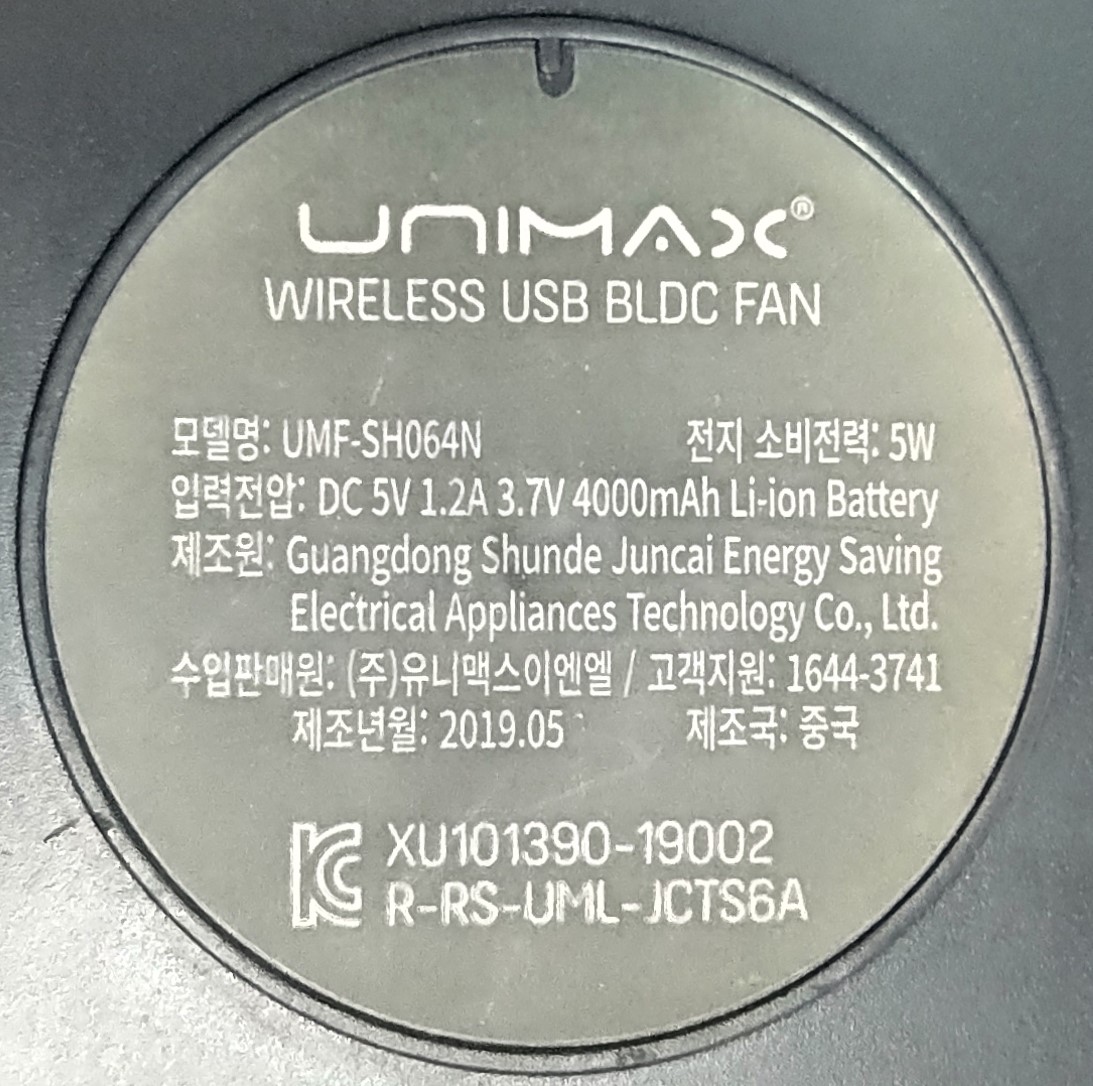 UNIMAX®
WIRELESS USB BLDC FAN
모델명: UMF-SH064N 전지 소비전력: 5W
입력전압: DC 5V 1.2A 3.7V 4000mAh Li-ion Battery
제조원: Guangdong Shunde Juncai Energy Saving
Electrical Appliances Technology Co., Ltd.
수입판매원: (주)유니맥스이엔엘 / 고객지원: 1644-3741
제조년월: 2019.05 제조국: 중국
KC XU101390-19002
R-RS-UML-JCTS6A